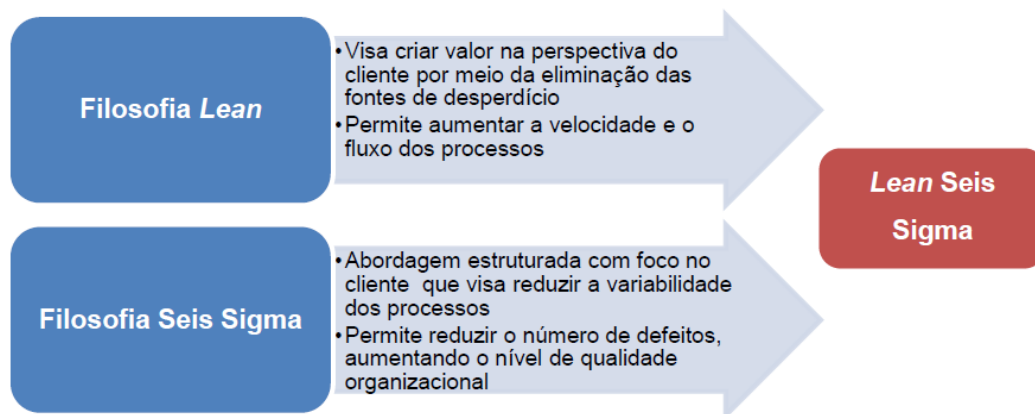 Filosofia Lean
•Visa criar valor na perspectiva do
cliente por meio da eliminação das
fontes de desperdício
•Permite aumentar a velocidade e o
fluxo dos processos
Filosofia Seis Sigma
•Abordagem estruturada com foco no
cliente que visa reduzir a variabilidade
dos processos
•Permite reduzir o número de defeitos,
aumentando o nível de qualidade
organizacional
Lean Seis
Sigma